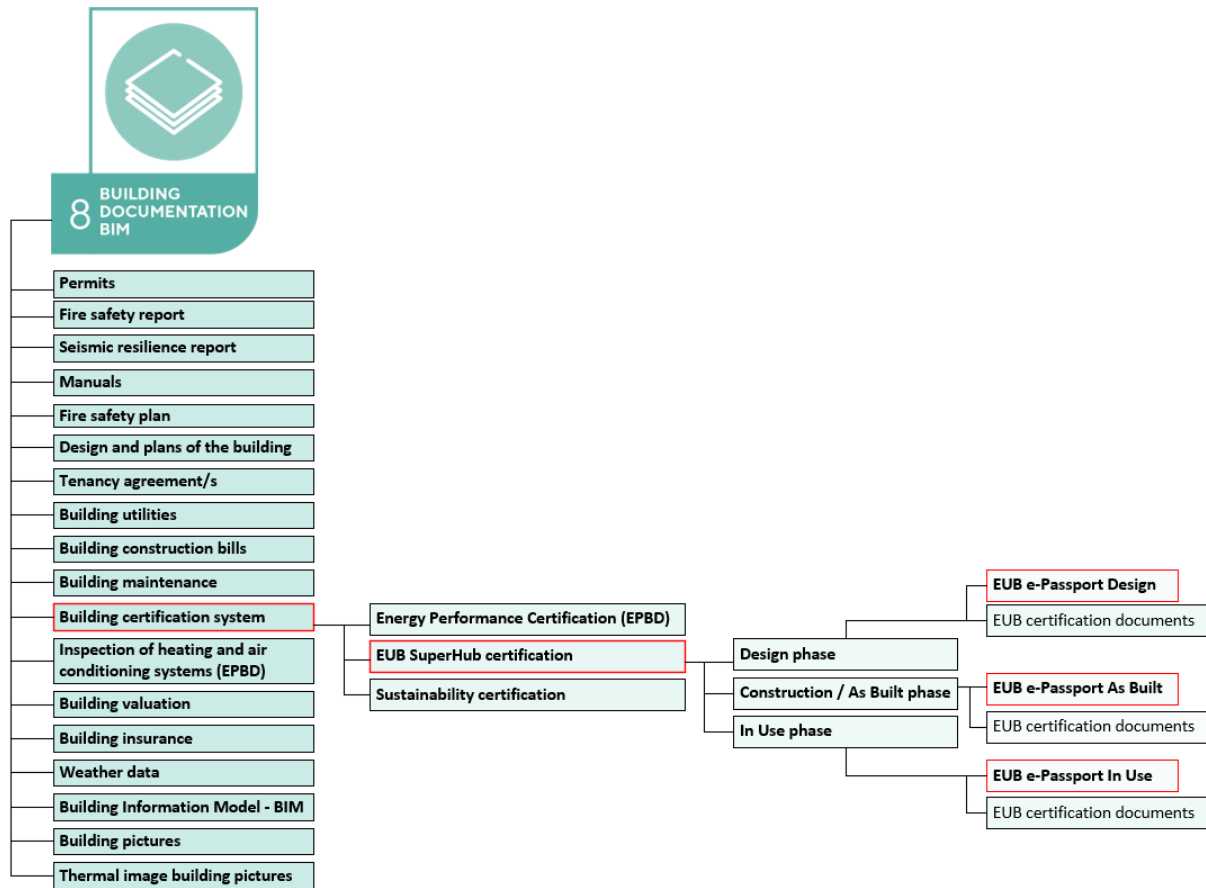 8
BUILDING
DOCUMENTATION
BIM
Permits
Fire safety report
Seismic resilience report
Manuals
Fire safety plan
Design and plans of the building
Tenancy agreement/s
Building utilities
Building construction bills
Building maintenance
Building certification system
Inspection of heating and air
conditioning systems (EPBD)
Building valuation
Building insurance
Weather data
Building Information Model - BIM
Building pictures
Thermal image building pictures
Energy Performance Certification (EPBD)
EUB SuperHub certification
Sustainability certification
Design phase
Construction / As Built phase
In Use phase
EUB e-Passport Design
EUB certification documents
EUB e-Passport As Built
EUB certification documents
EUB e-Passport In Use
EUB certification documents